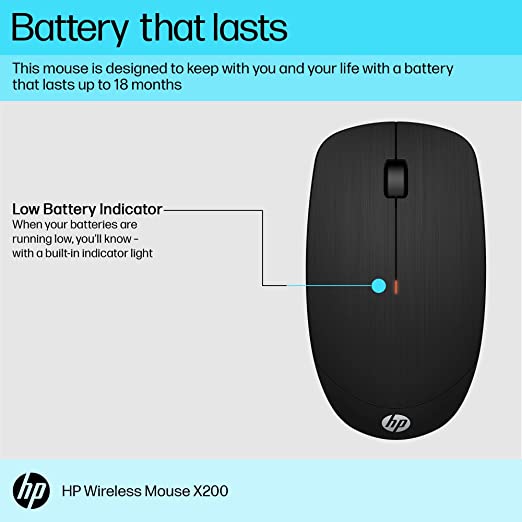 Battery that lasts
This mouse is designed to keep with you and your life with a battery
that lasts up to 18 months
Low Battery Indicator
When your batteries are
running low, you'll know –
with a built-in indicator light
hp
hp
HP Wireless Mouse X200